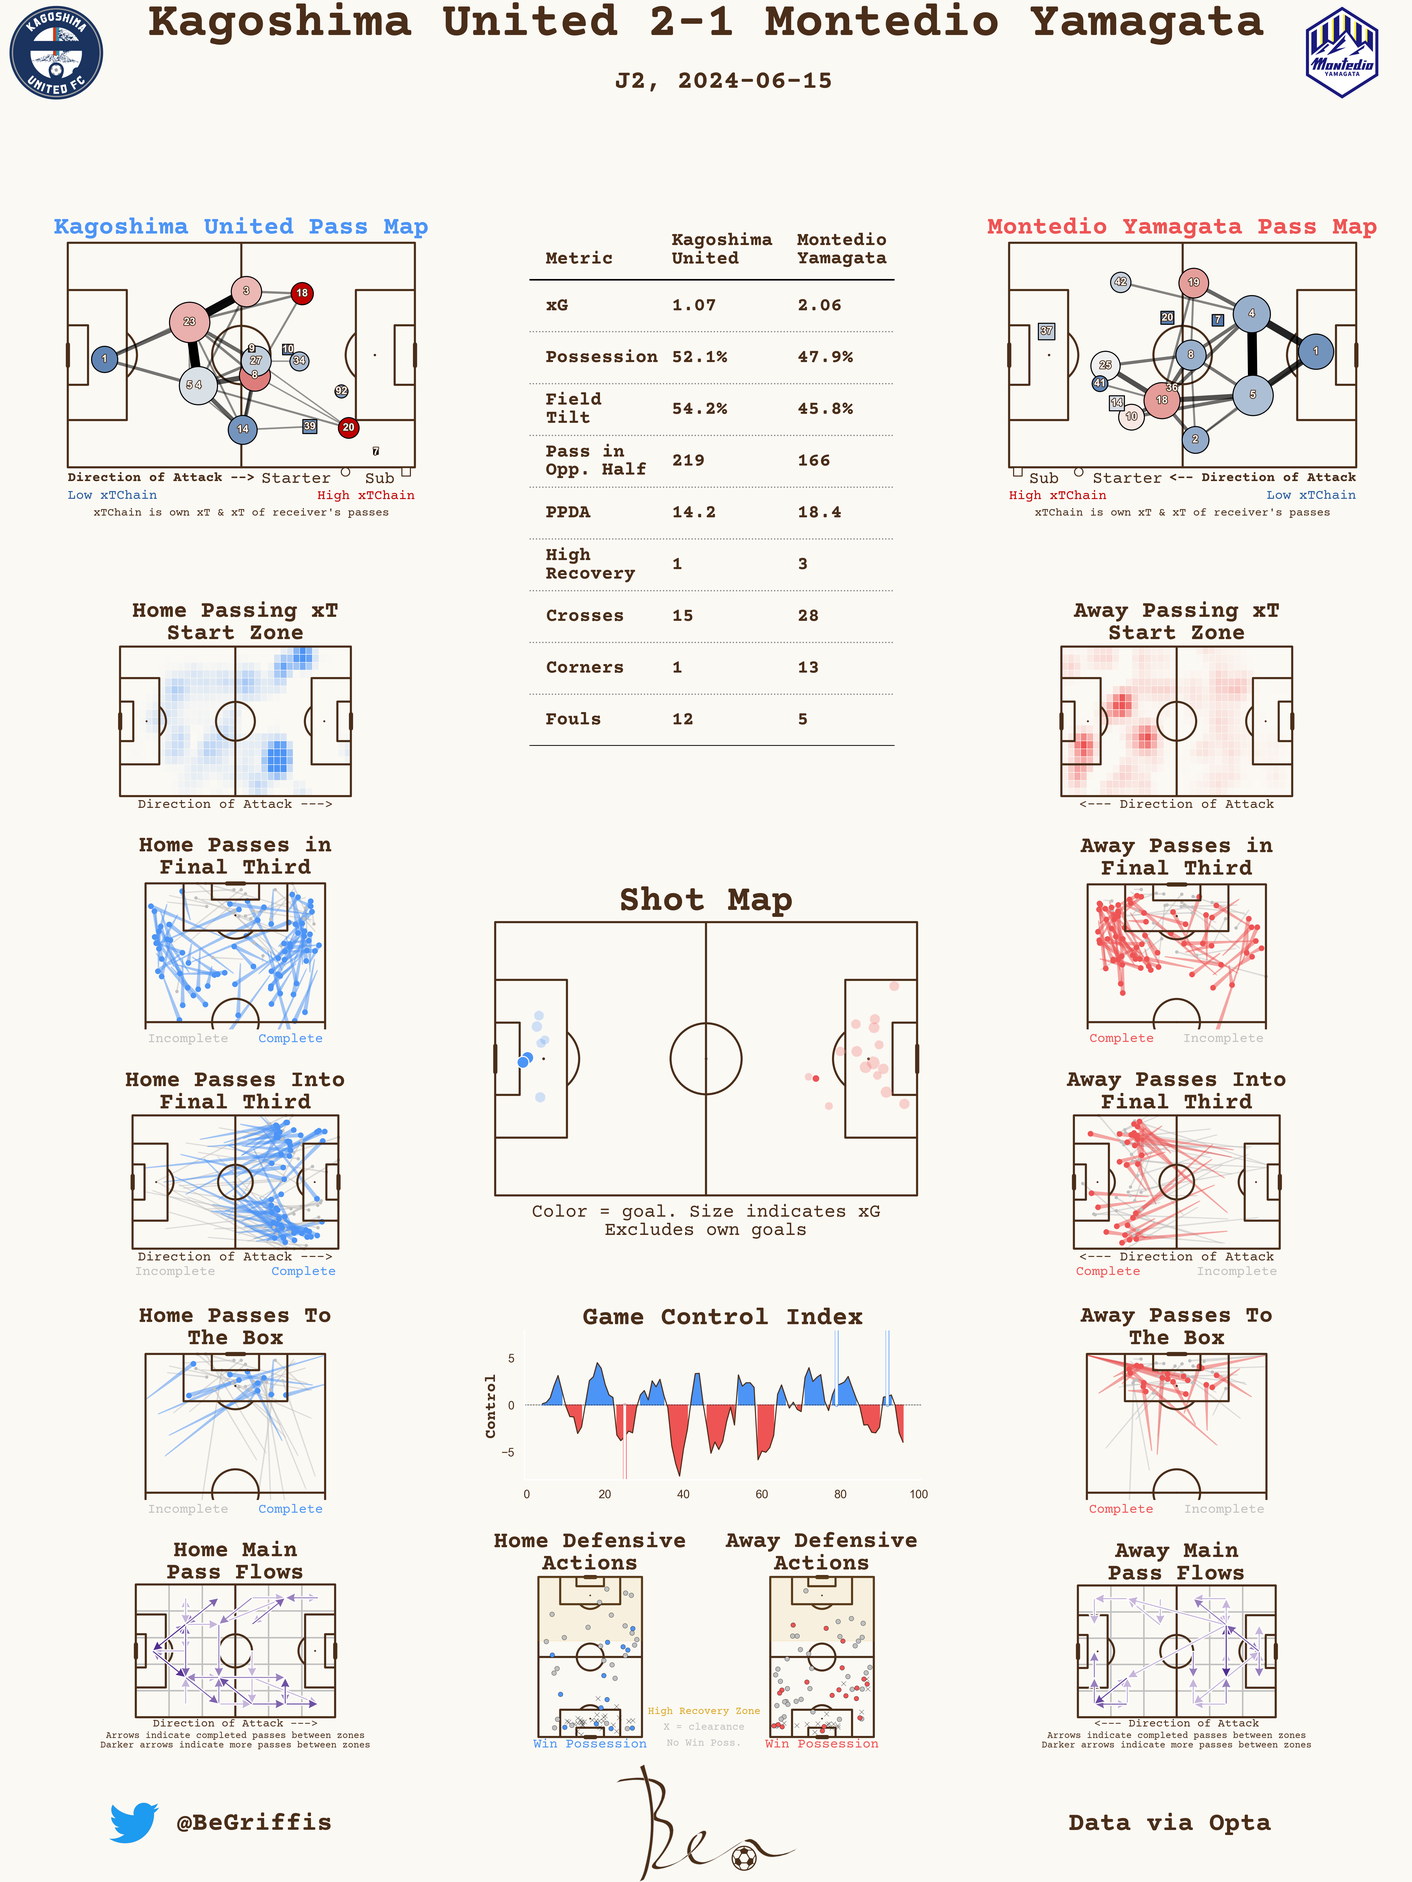 Kagoshima United 2-1 Montedio Yamagata
J2, 2024-06-15
KAGOSHIMA
UNITED FC
Montedio
YAMAGATA
Kagoshima United Pass Map
3
18
23
1
9
27
10
34
8
5 4
92
14
39
20
7
Direction of Attack --> Starter Sub
Low xTChain High xTChain
xTChain is own xT & xT of receiver's passes
Metric Kagoshima United Montedio Yamagata
xG 1.07 2.06
Possession 52.1% 47.9%
Field Tilt 54.2% 45.8%
Pass in Opp. Half 219 166
PPDA 14.2 18.4
High Recovery 1 3
Crosses 15 28
Corners 1 13
Fouls 12 5
Montedio Yamagata Pass Map
42
19
20
7
4
37
8
1
25
41
36
14
18
5
10
2
Sub Starter <-- Direction of Attack
High xTChain Low xTChain
xTChain is own xT & xT of receiver's passes
Home Passing xT
Start Zone
Direction of Attack --->
Away Passing xT
Start Zone
<--- Direction of Attack
Home Passes in
Final Third
Incomplete Complete
Away Passes in
Final Third
Complete Incomplete
Shot Map
Color = goal. Size indicates xG
Excludes own goals
Home Passes Into
Final Third
Direction of Attack --->
Incomplete Complete
Away Passes Into
Final Third
<--- Direction of Attack
Complete Incomplete
Home Passes To
The Box
Incomplete Complete
Game Control Index
Control
5
0
−5
0 20 40 60 80 100
Away Passes To
The Box
Complete Incomplete
Home Main
Pass Flows
Direction of Attack --->
Arrows indicate completed passes between zones
Darker arrows indicate more passes between zones
Home Defensive
Actions
Win Possession
High Recovery Zone
X = clearance
No Win Poss.
Away Defensive
Actions
Win Possession
Away Main
Pass Flows
<--- Direction of Attack
Arrows indicate completed passes between zones
Darker arrows indicate more passes between zones
@BeGriffis
Ben
Data via Opta